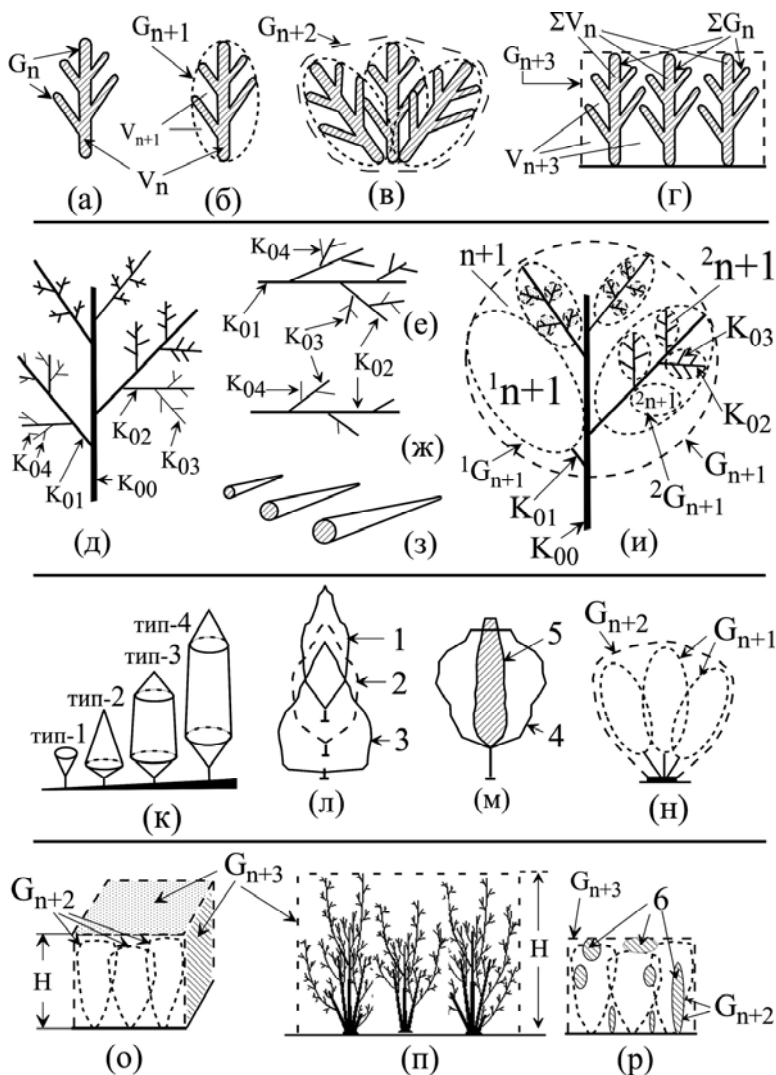 Gₙ
Vₙ
(а)
Gₙ₊₁
Vₙ₊₁
(б)
Gₙ₊₂
(в)
ΣVₙ
ΣGₙ
Gₙ₊₃
Vₙ₊₃
(г)
K₀₄
K₀₁
K₀₀
K₀₂
K₀₃
(д)
K₀₄
K₀₁
K₀₃
K₀₂
(е)
K₀₄
(ж)
(з)
n+1
²n+1
K₀₃
¹n+1
²n+1
K₀₂
¹Gₙ₊₁
Gₙ₊₁
²Gₙ₊₁
K₀₁
K₀₀
(и)
тип-4
тип-3
тип-2
тип-1
(к)
1
2
3
(л)
5
4
(м)
Gₙ₊₂
Gₙ₊₁
(н)
Gₙ₊₂
Gₙ₊₃
H
(о)
H
(п)
Gₙ₊₃
6
Gₙ₊₂
(р)